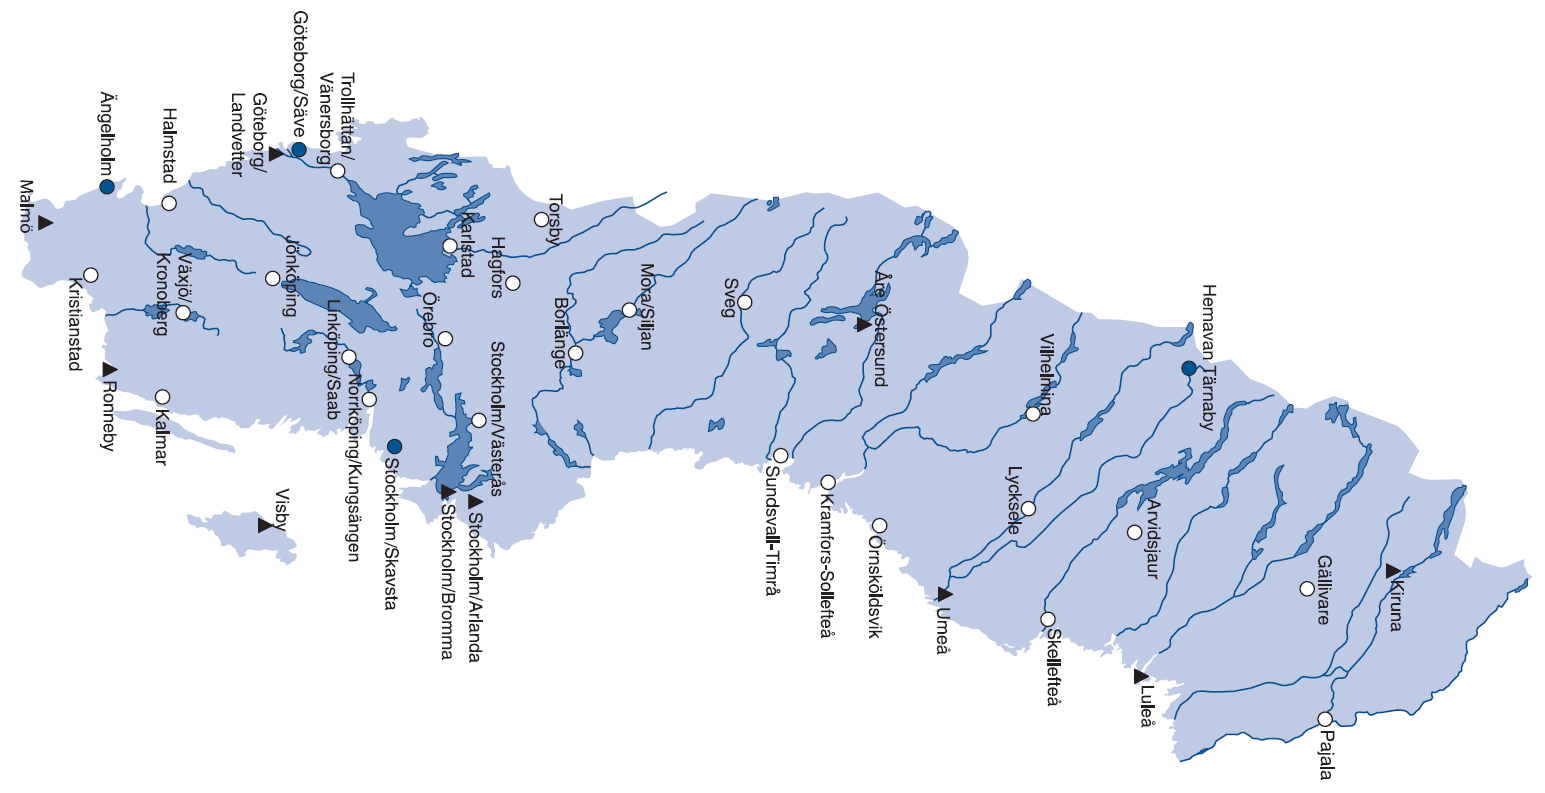 Kiruna
Pajala
Gällivare
Hemavan Tärnaby
Arvidsjaur
Luleå
Skellefteå
Vilhelmina
Lycksele
Umeå
Åre Östersund
Örnsköldsvik
Kramfors-Sollefteå
Sundsvall-Timrå
Sveg
Mora/Siljan
Borlänge
Torsby
Hagfors
Stockholm/Västerås
Stockholm/Arlanda
Karlstad
Stockholm/Bromma
Örebro
Stockholm/Skavsta
Norrköping/Kungsängen
Trollhättan/
Vänersborg
Linköping/Saab
Göteborg/Säve
Jönköping
Visby
Göteborg/
Landvetter
Växjö/
Kronoberg
Halmstad
Kalmar
Ronneby
Ängelholm
Kristianstad
Malmö